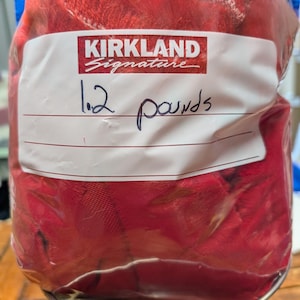 KIRKLAND
Signature
1.2 pounds